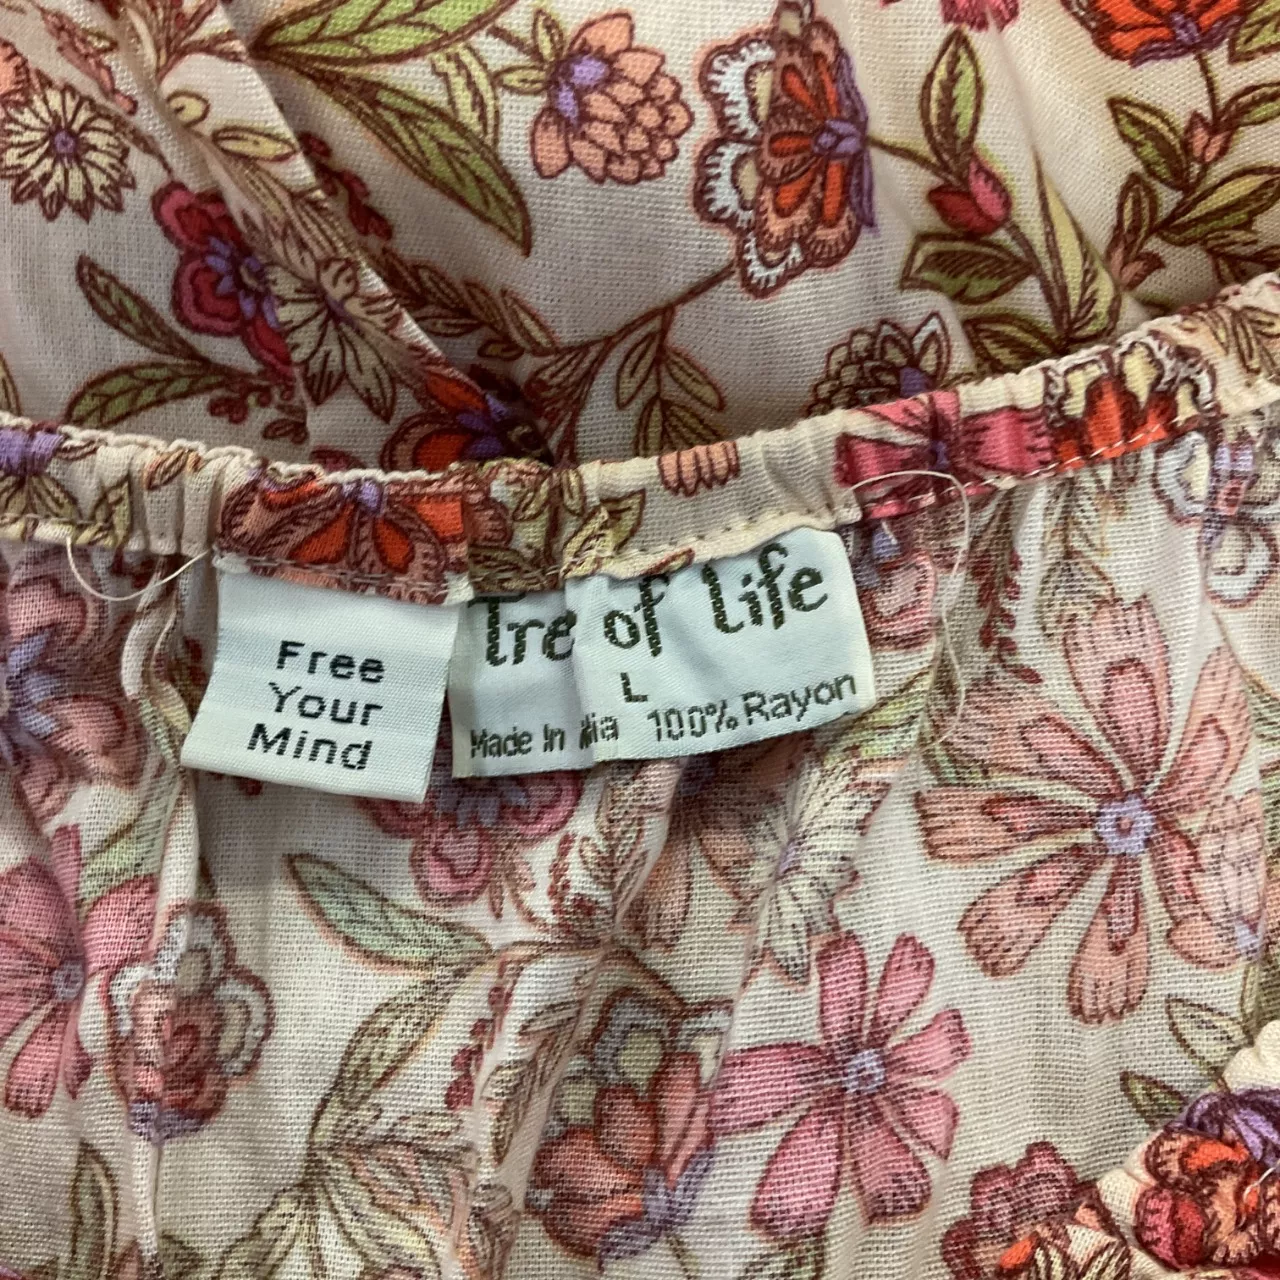 Free
Your
Mind
Tre of life
L
Made In 100% Rayon